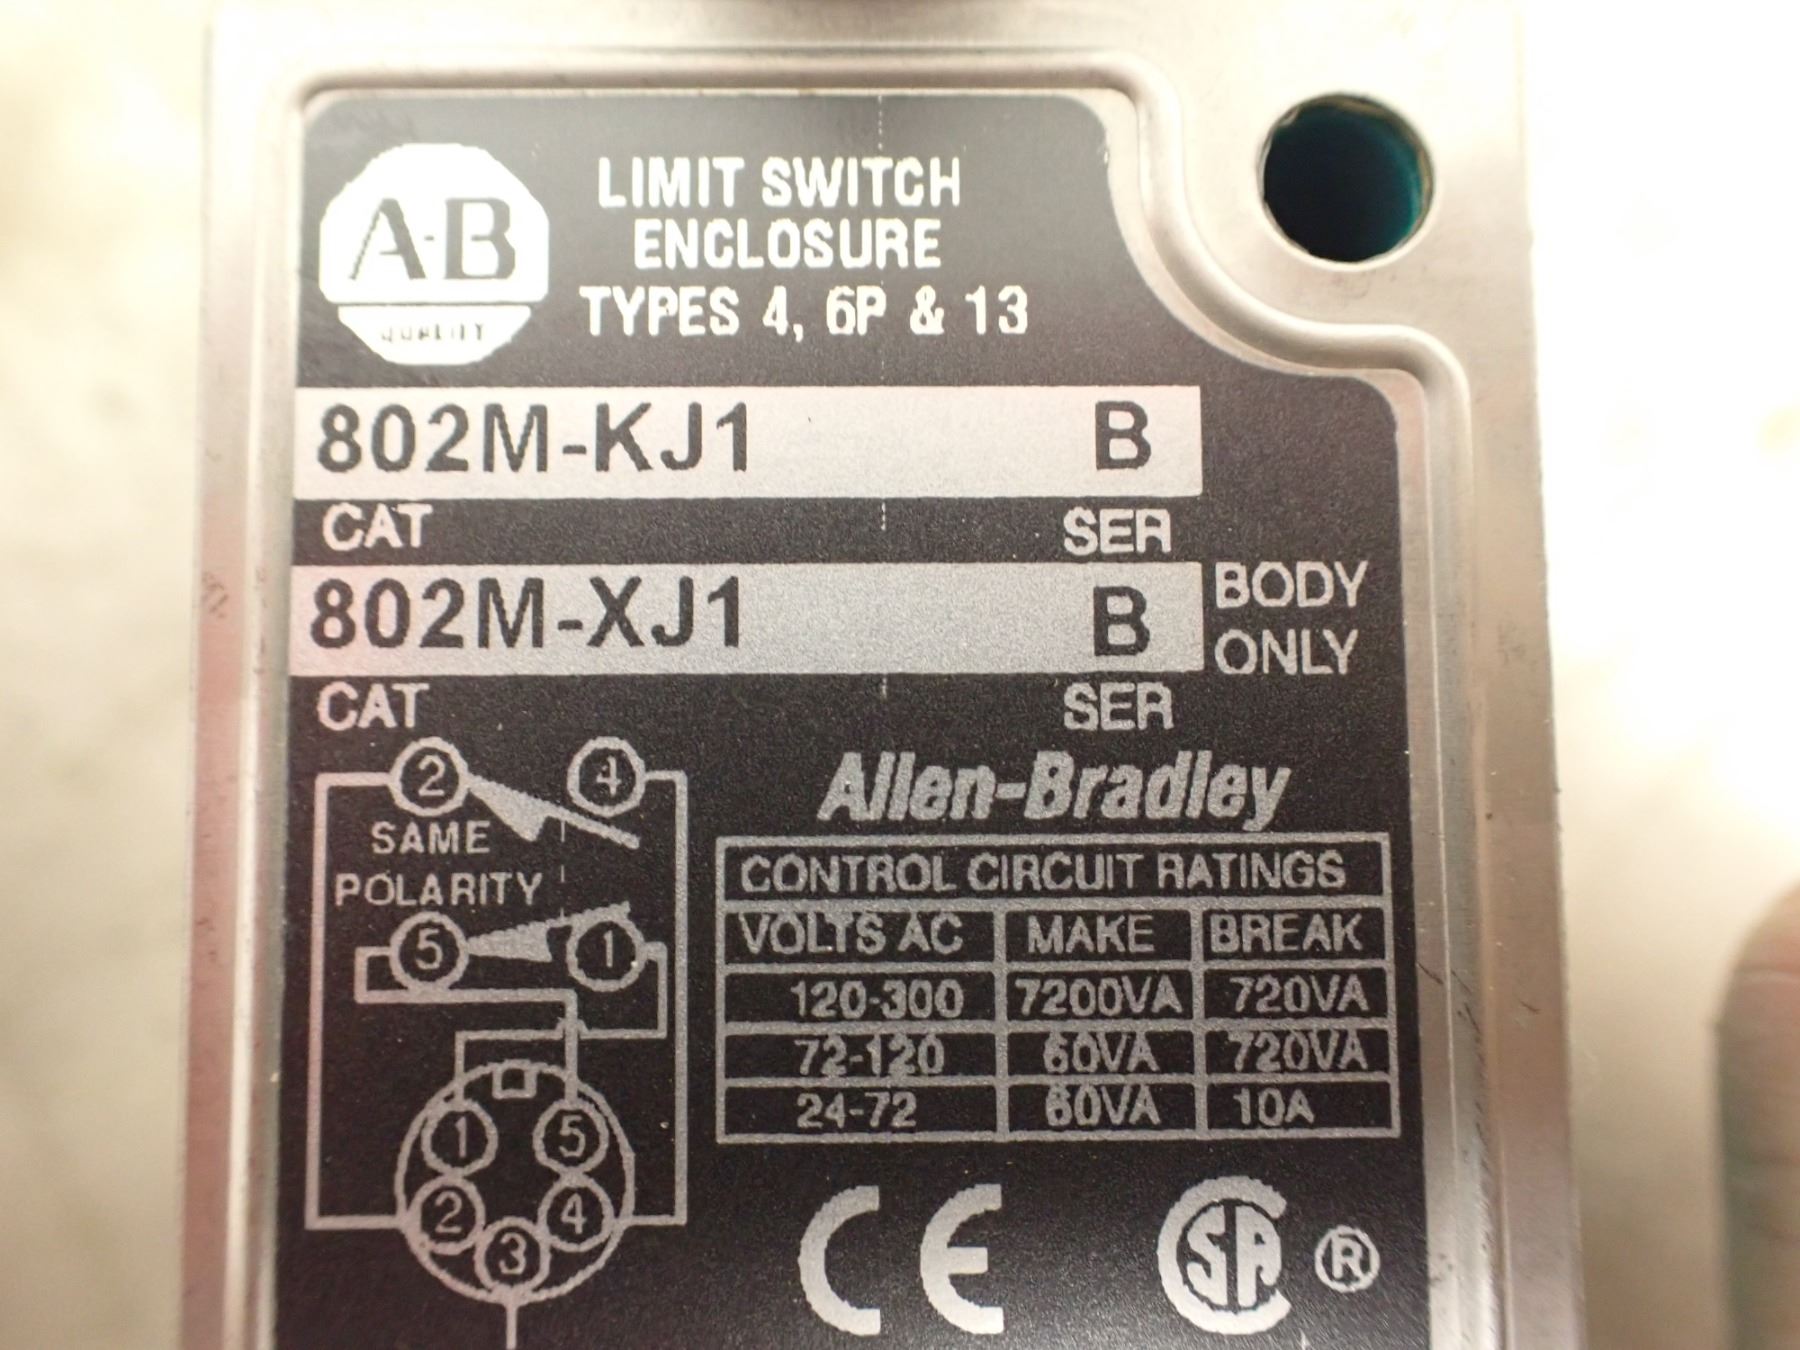 A-B
QUALITY
LIMIT SWITCH
ENCLOSURE
TYPES 4, 6P & 13
802M-KJ1 B
CAT SER
802M-XJ1 B
BODY
ONLY
CAT SER
2 4
SAME
POLARITY
5 1
1 5
2 4
3
Allen-Bradley
CONTROL CIRCUIT RATINGS
VOLTS AC MAKE BREAK
120-300 7200VA 720VA
72-120 60VA 720VA
24-72 60VA 10A
CE SA ®